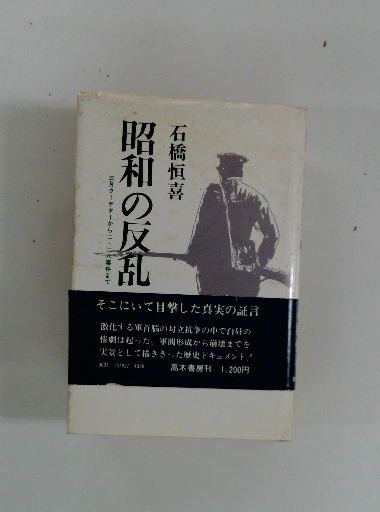 石橋恒喜
昭和の反乱
三月クーデターから二・二六事件まで
そこにいて目撃した真実の証言
激化する軍首脳の対立抗争の中で白昼の
惨劇は起った。軍閥形成から崩壊までを
実景として描ききった歴史ドキュメント!
高木書房刊 1,200円